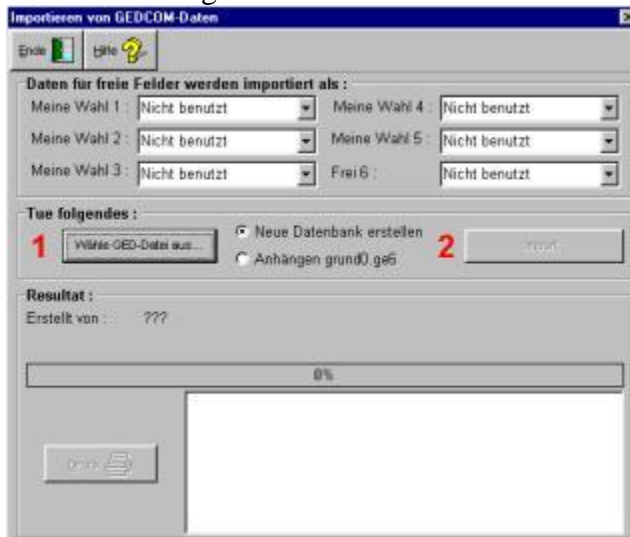 Importieren von GEDCOM-Daten
Ende Hilfe
Daten für freie Felder werden importiert als :
Meine Wahl 1 : Nicht benutzt Meine Wahl 4 : Nicht benutzt
Meine Wahl 2 : Nicht benutzt Meine Wahl 5 : Nicht benutzt
Meine Wahl 3 : Nicht benutzt Frei 6 : Nicht benutzt
Tue folgendes :
1 Wähle GED-Datei aus... Neue Datenbank erstellen 2
Anhängen grund0.ge6
Resultat :
Erstellt von : ???
0%